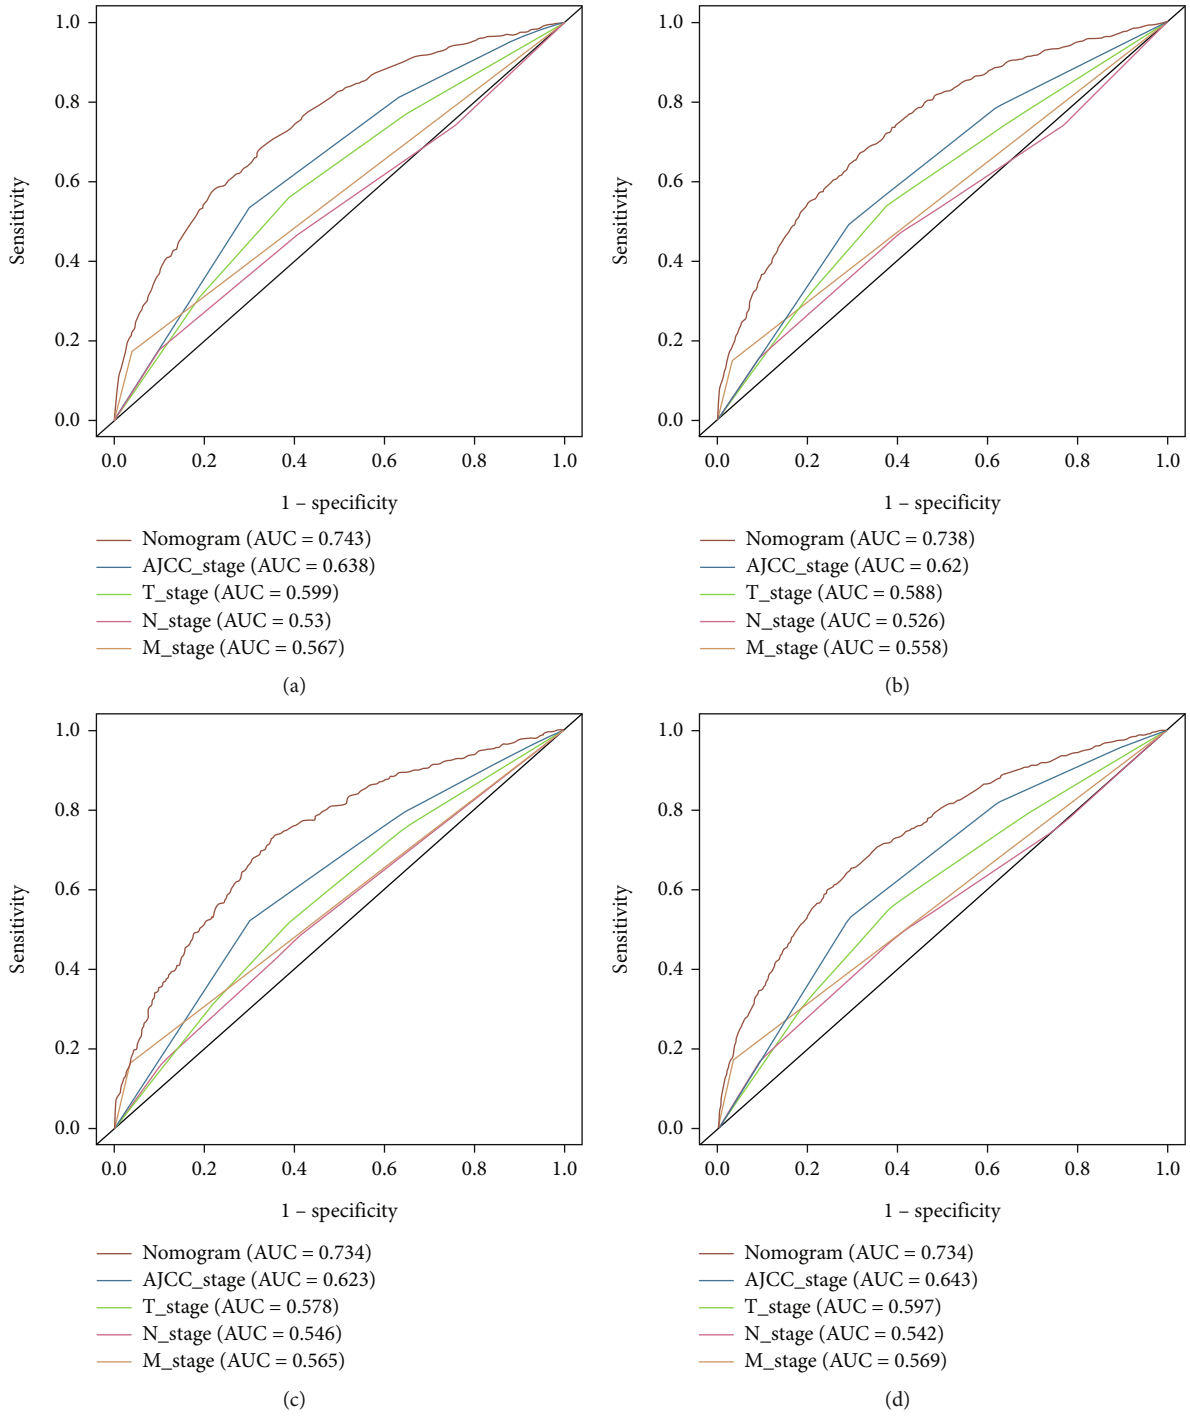 1.0
0.8
0.6
0.4
0.2
0.0
Sensitivity
0.0 0.2 0.4 0.6 0.8 1.0
1 – specificity
Nomogram (AUC = 0.743)
AJCC_stage (AUC = 0.638)
T_stage (AUC = 0.599)
N_stage (AUC = 0.53)
M_stage (AUC = 0.567)
(a)
1.0
0.8
0.6
0.4
0.2
0.0
Sensitivity
0.0 0.2 0.4 0.6 0.8 1.0
1 – specificity
Nomogram (AUC = 0.738)
AJCC_stage (AUC = 0.62)
T_stage (AUC = 0.588)
N_stage (AUC = 0.526)
M_stage (AUC = 0.558)
(b)
1.0
0.8
0.6
0.4
0.2
0.0
Sensitivity
0.0 0.2 0.4 0.6 0.8 1.0
1 – specificity
Nomogram (AUC = 0.734)
AJCC_stage (AUC = 0.623)
T_stage (AUC = 0.578)
N_stage (AUC = 0.546)
M_stage (AUC = 0.565)
(c)
1.0
0.8
0.6
0.4
0.2
0.0
Sensitivity
0.0 0.2 0.4 0.6 0.8 1.0
1 – specificity
Nomogram (AUC = 0.734)
AJCC_stage (AUC = 0.643)
T_stage (AUC = 0.597)
N_stage (AUC = 0.542)
M_stage (AUC = 0.569)
(d)